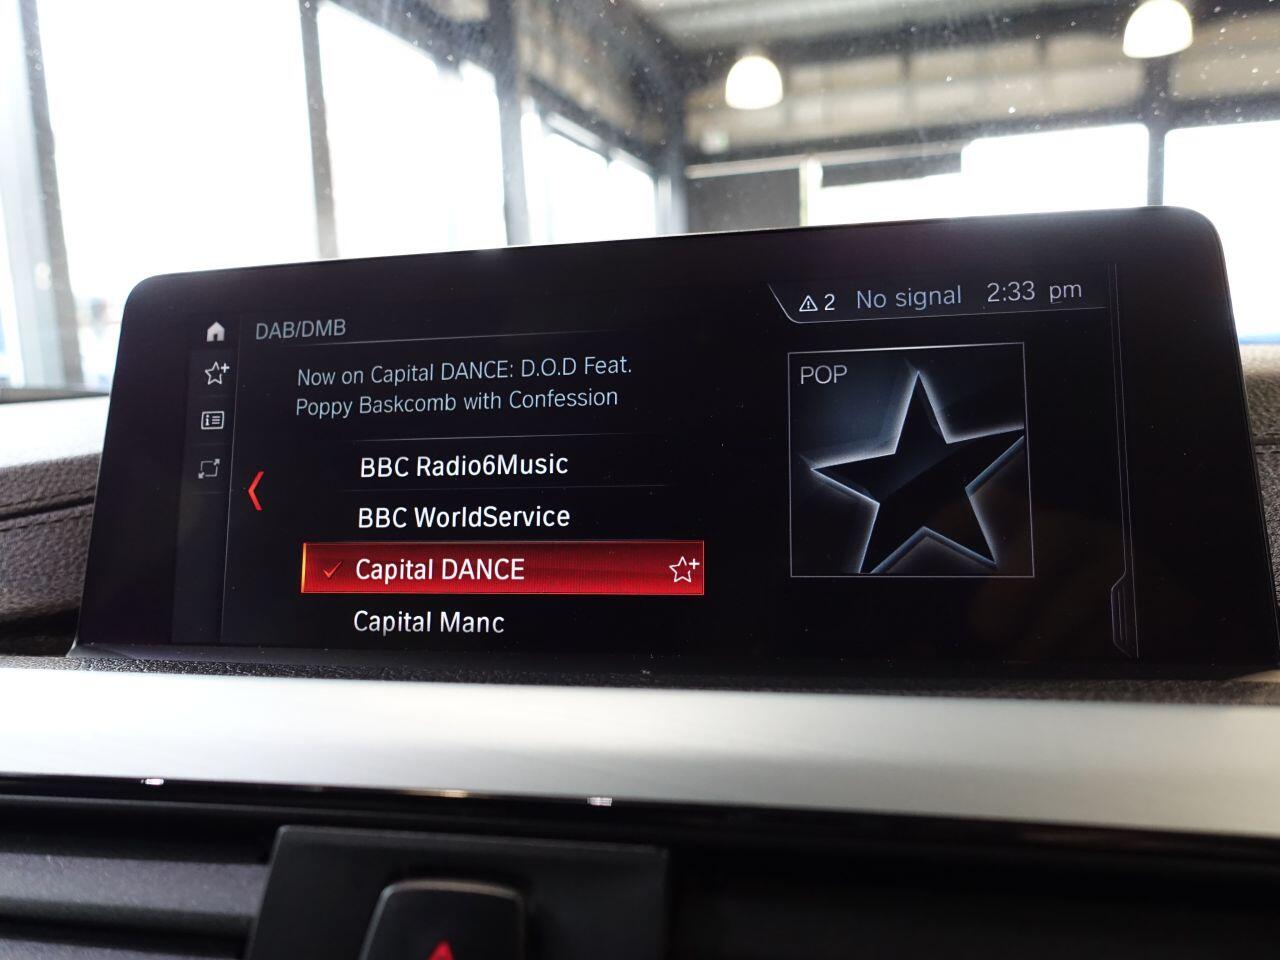 DAB/DMB
2 No signal 2:33 pm
Now on Capital DANCE: D.O.D Feat.
Poppy Baskcomb with Confession
BBC Radio6Music
BBC WorldService
Capital DANCE
Capital Manc
POP